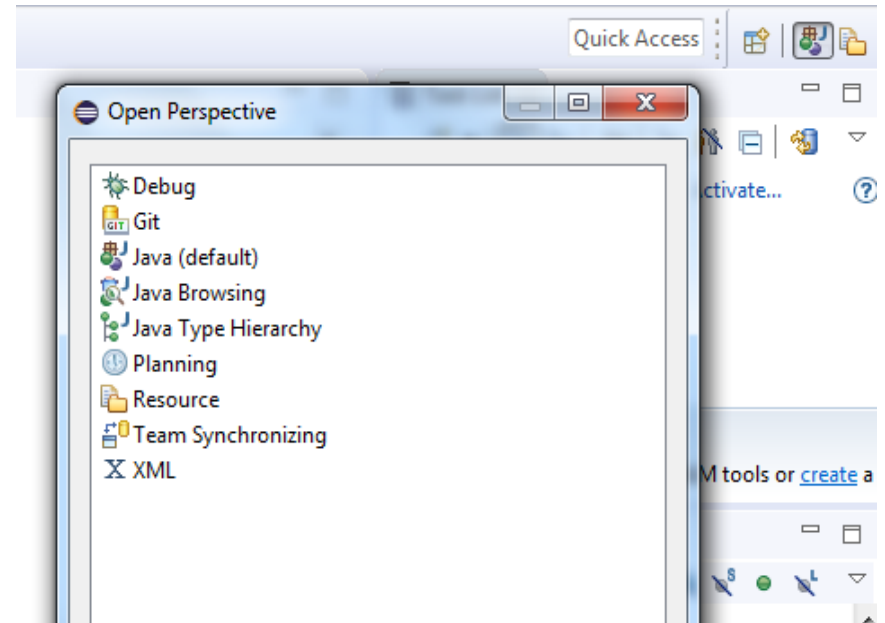 Quick Access
Open Perspective
Debug
GIT Git
Java (default)
ctivate...
Java Browsing
Java Type Hierarchy
Planning
Resource
Team Synchronizing
X XML
M tools or create a